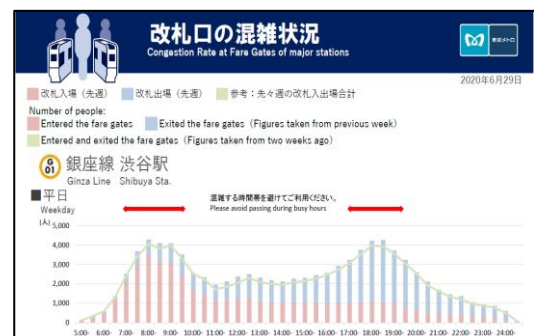 改札口の混雑状況
Congestion Rate at Fare Gates of major stations
東京メトロ
2020年6月29日
改札入場（先週） 改札出場（先週） 参考：先々週の改札入出場合計
Number of people:
Entered the fare gates Exited the fare gates（Figures taken from previous week）
Entered and exited the fare gates（Figures taken from two weeks ago）
G 01 銀座線 渋谷駅
Ginza Line Shibuya Sta.
■平日
Weekday
混雑する時間帯を避けてご利用ください。
Please avoid passing during busy hours
(人)
5,000
4,000
3,000
2,000
1,000
0
5:00- 6:00- 7:00- 8:00- 9:00- 10:00 11:00- 12:00- 13:00- 14:00- 15:00- 16:00- 17:00- 18:00- 19:00- 20:00- 21:00- 22:00- 23:00- 24:00-